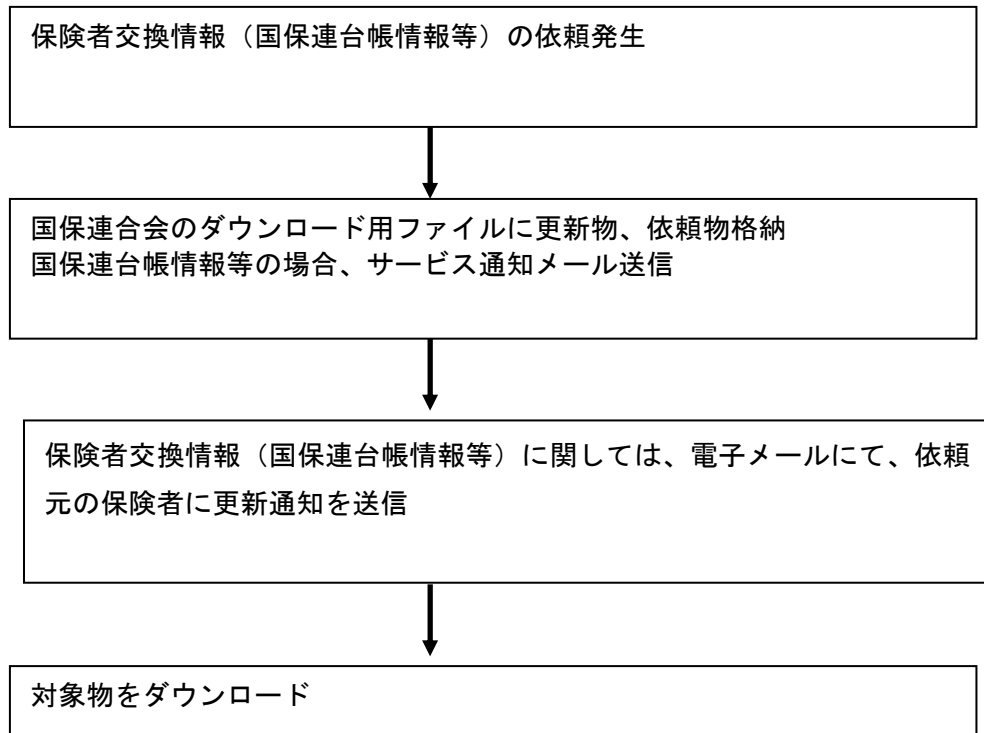 保険者交換情報（国保連台帳情報等）の依頼発生
国保連合会のダウンロード用ファイルに更新物、依頼物格納
国保連台帳情報等の場合、サービス通知メール送信
保険者交換情報（国保連台帳情報等）に関しては、電子メールにて、依頼
元の保険者に更新通知を送信
対象物をダウンロード